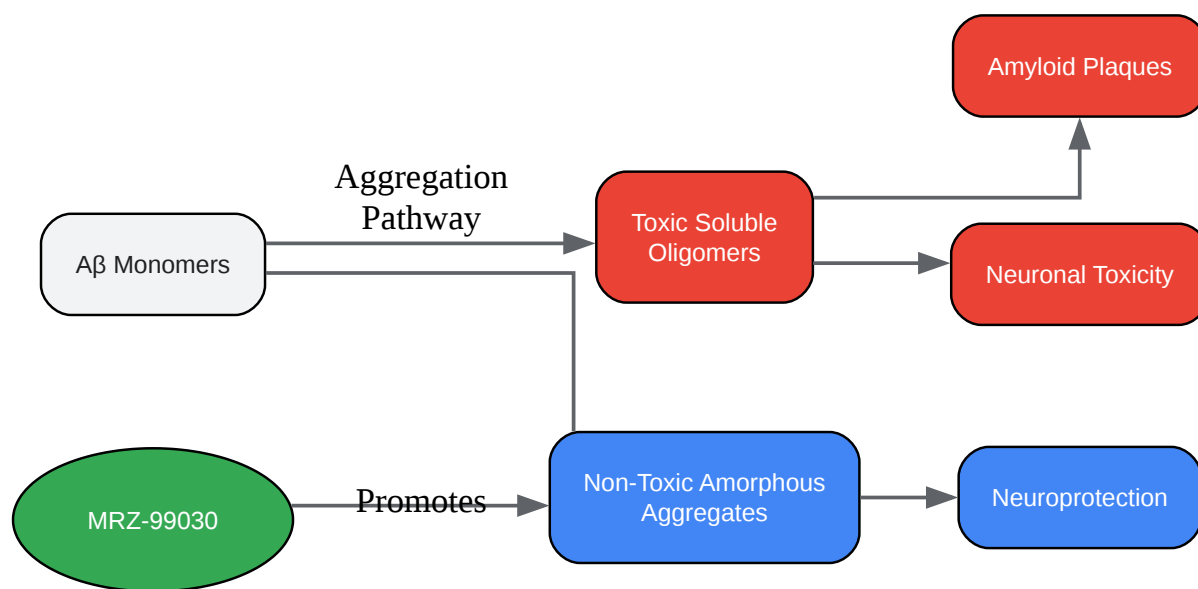 Amyloid Plaques
Aggregation
Pathway
Toxic Soluble
Oligomers
Aβ Monomers
Neuronal Toxicity
MRZ-99030
Promotes
Non-Toxic Amorphous
Aggregates
Neuroprotection